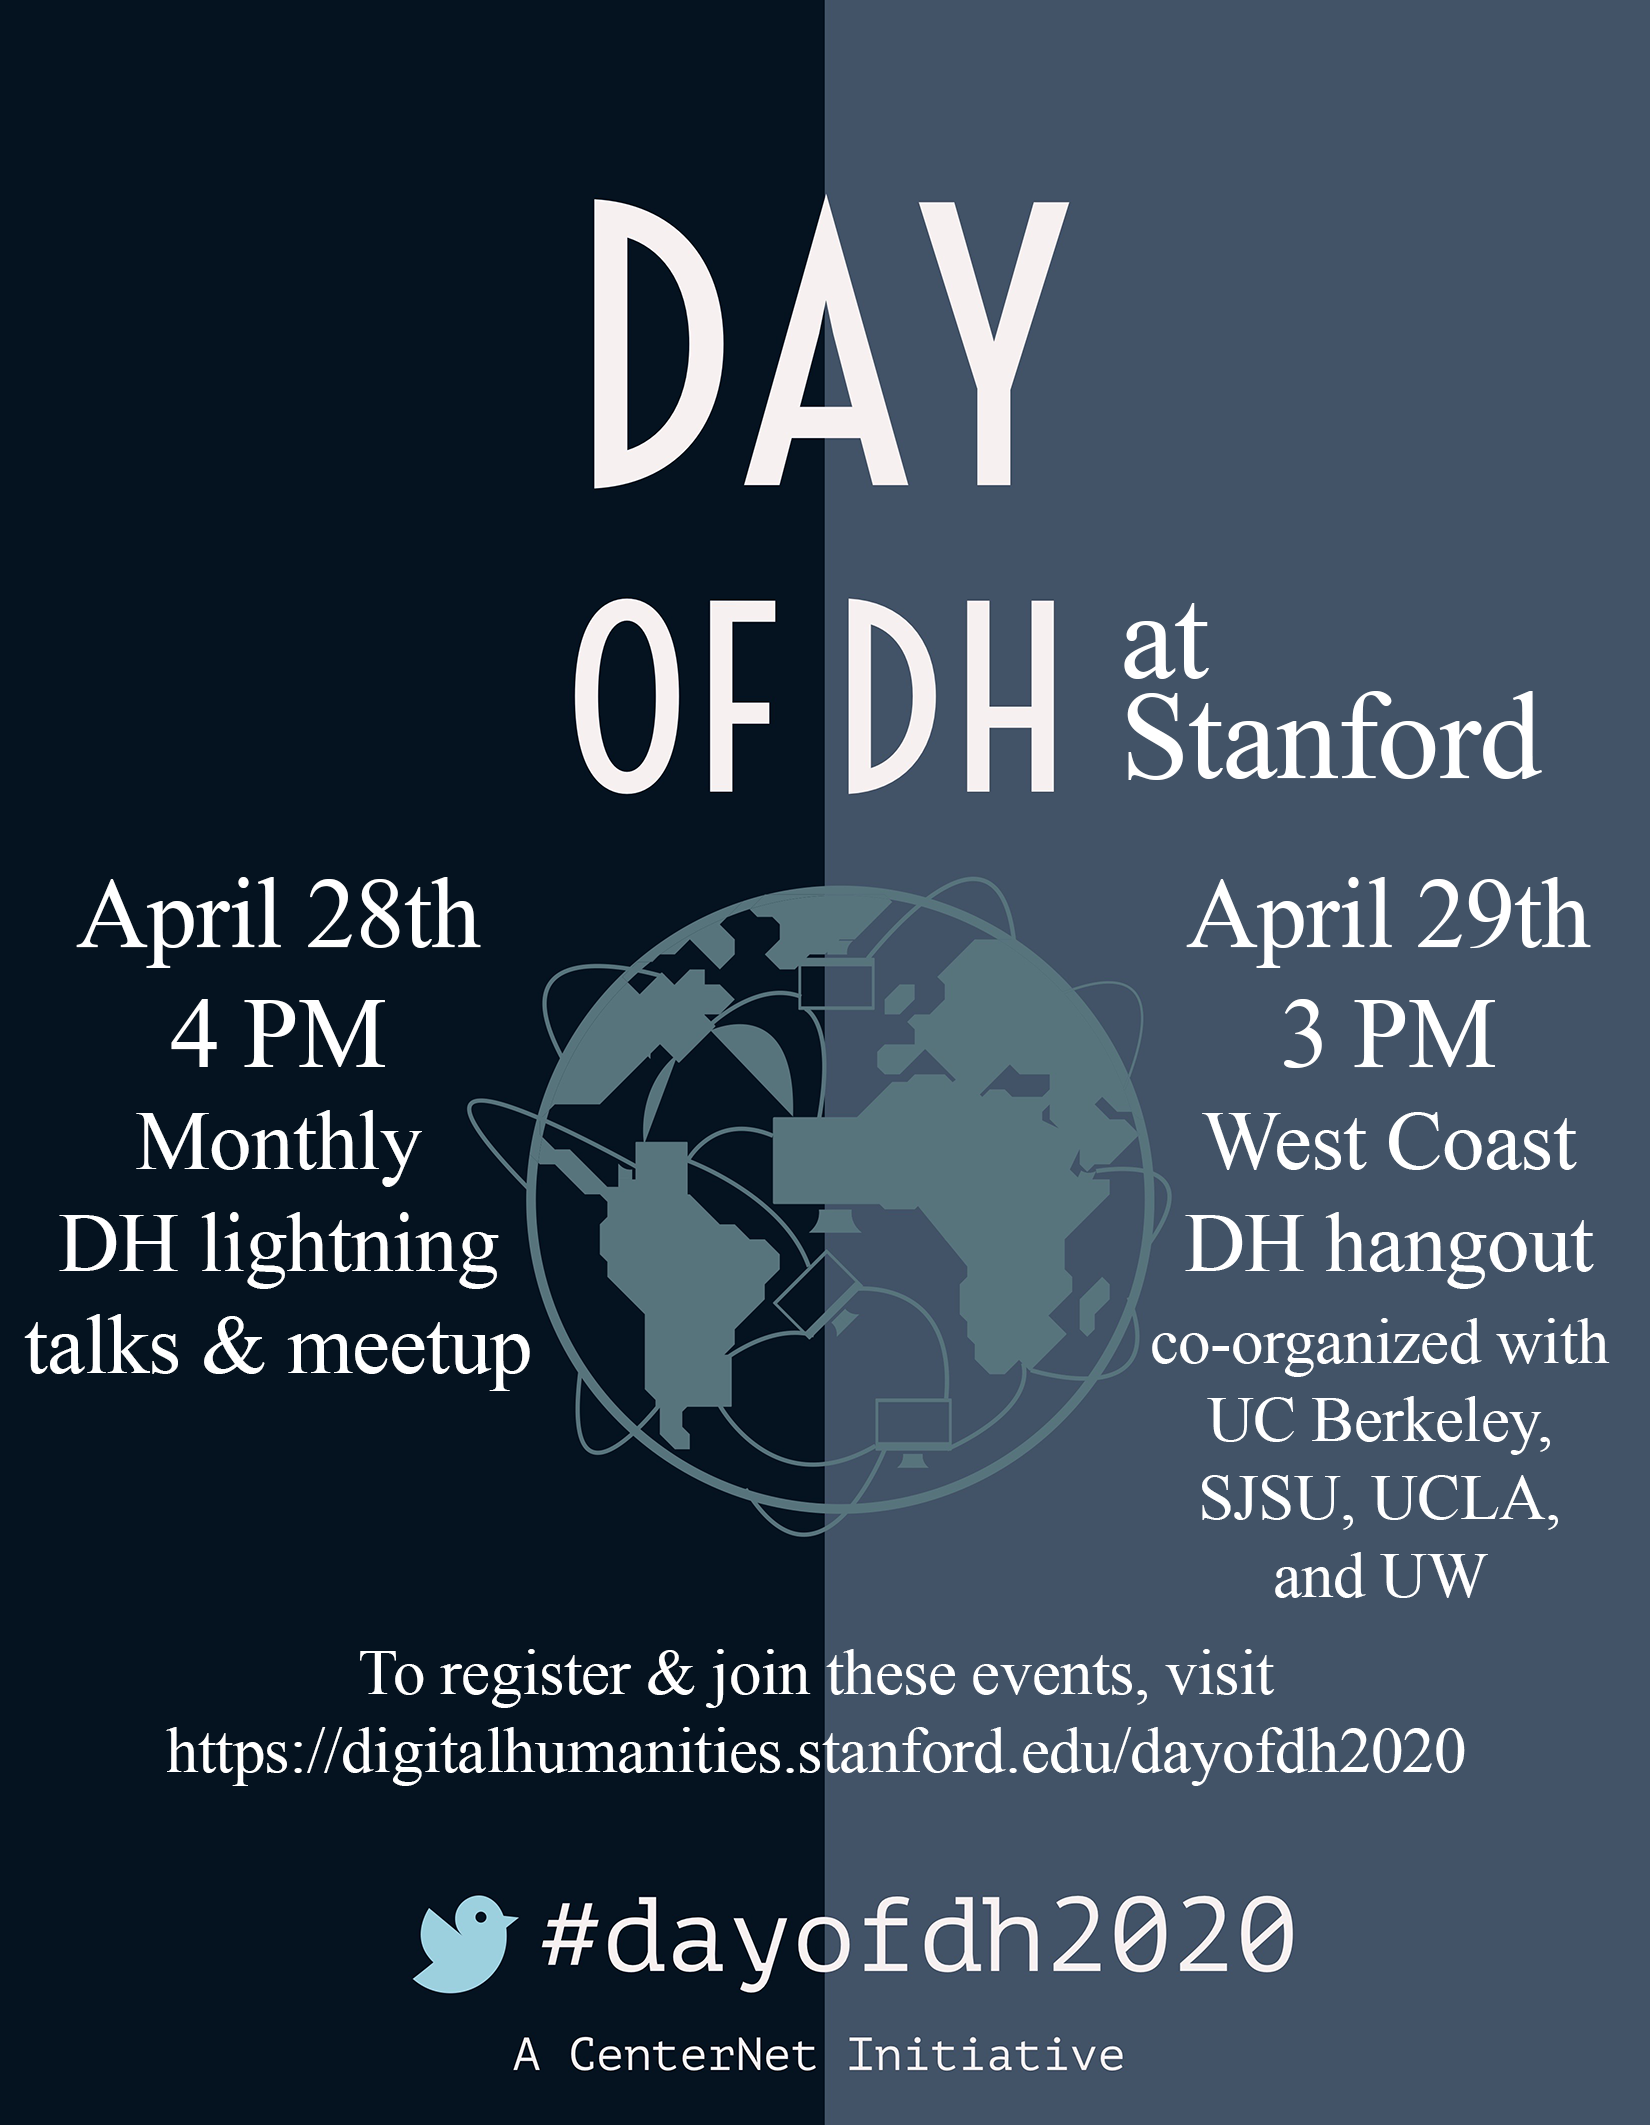 DAY
OF DH at
Stanford
April 28th
4 PM
Monthly
DH lightning
talks & meetup
April 29th
3 PM
West Coast
DH hangout
co-organized with
UC Berkeley,
SJSU, UCLA,
and UW
To register & join these events, visit
https://digitalhumanities.stanford.edu/dayofdh2020
#dayofdh2020
A CenterNet Initiative